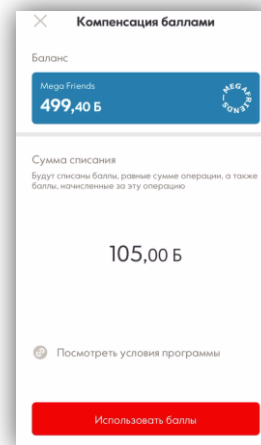 Компенсация баллами
Баланс
Mega Friends
499,40 Б
MEGAFRIENDS
Сумма списания
Будут списаны баллы, равные сумме операции, а также
баллы, начисленные за эту операцию
105,00 Б
Посмотреть условия программы
Использовать баллы